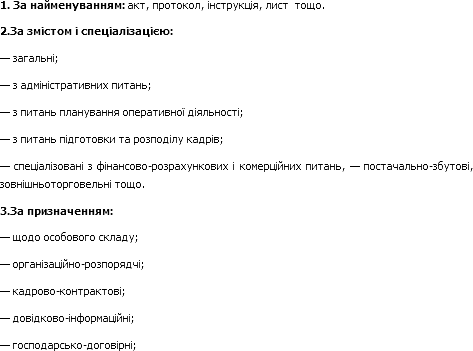 1. За найменуванням: акт, протокол, інструкція, лист тощо.
2.За змістом і спеціалізацією:
— загальні;
— з адміністративних питань;
— з питань планування оперативної діяльності;
— з питань підготовки та розподілу кадрів;
— спеціалізовані з фінансово-розрахункових і комерційних питань, — постачально-збутові,
зовнішньоторговельні тощо.
3.За призначенням:
— щодо особового складу;
— організаційно-розпорядчі;
— кадрово-контрактові;
— довідково-інформаційні;
— господарсько-договірні;